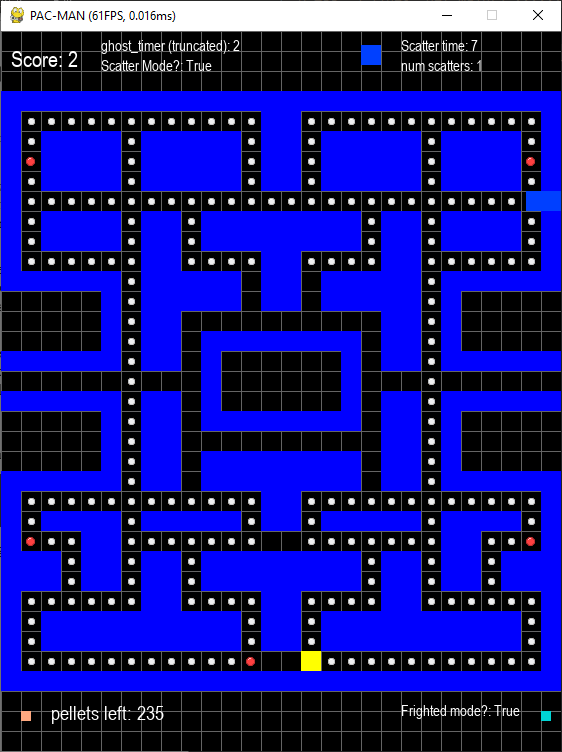 PAC-MAN (61FPS, 0.016ms)
Score: 2
ghost_timer (truncated): 2
Scatter Mode?: True
Scatter time: 7
num scatters: 1
pellets left: 235
Frighted mode?: True